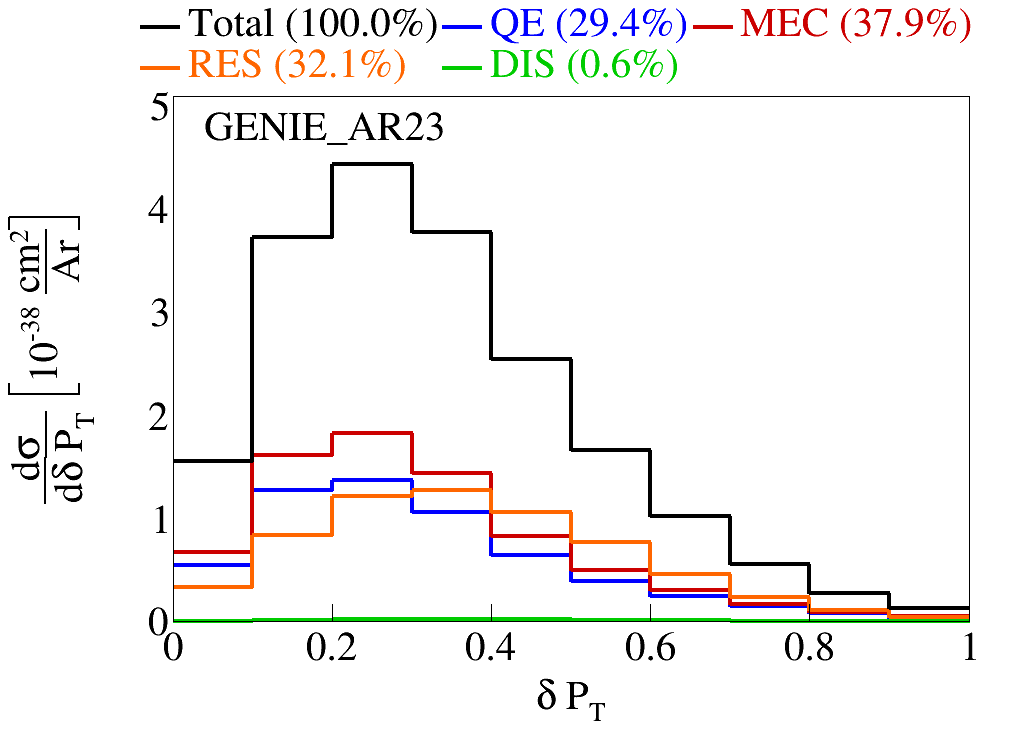 Total (100.0%) QE (29.4%) MEC (37.9%)
RES (32.1%) DIS (0.6%)
GENIE_AR23
5
4
3
2
1
0
0 0.2 0.4 0.6 0.8 1
δ P_T
dσ/dδ P_T [10^-38 cm^2/Ar]